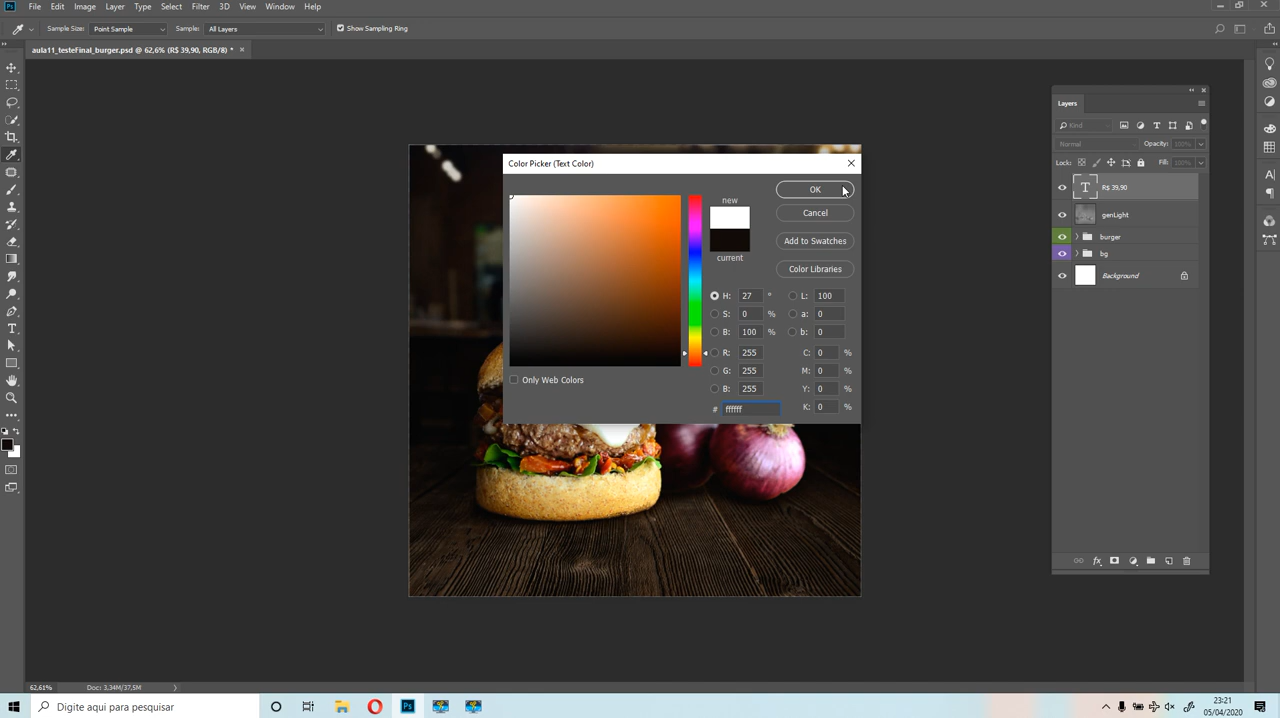 Ps File Edit Image Layer Type Select Filter 3D View Window Help
Sample Size: Point Sample Sample: All Layers Show Sampling Ring
aula11_testeFinal_burger.psd @ 62,6% (R$ 39,90, RGB/8) *
Color Picker (Text Color)
new
current
OK
Cancel
Add to Swatches
Color Libraries
H: 27 ° L: 100
S: 0 % a: 0
B: 100 % b: 0
R: 255 C: 0 %
G: 255 M: 0 %
B: 255 Y: 0 %
# ffffff K: 0 %
Only Web Colors
Layers
Kind
Normal Opacity: 100%
Lock: Fill: 100%
T R$ 39,90
genLight
burger
bg
Background
62,61% Doc: 3,34M/37,5M
Digite aqui para pesquisar
Ps
23:21
05/04/2020